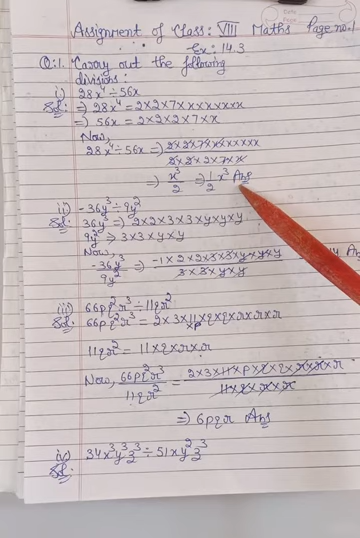 Assignment of Class: VIII Maths Page no. 1
Ex: 14.3
Q:1. Carry out the following
divisions:
i) 28x⁴ ÷ 56x
Sol: ⇒ 28x⁴ = 2×2×7×x×x×x×x
⇒ 56x = 2×2×2×7×x
Now,
28x⁴ ÷ 56x ⇒ 2×2×7×x×x×x×x
2×2×2×7×x
⇒ x³/2 ⇒ 1/2 x³ Ans
ii) -36y³ ÷ 9y²
Sol: 36y³ ⇒ 2×2×3×3×y×y×y
9y² ⇒ 3×3×y×y
Now,
-36y³/9y² ⇒ -1×2×2×3×3×y×y×y
3×3×y×y
(iii) 66pq²r³ ÷ 11qr²
Sol: 66pq²r³ = 2×3×11×q×q×r×r×r
×p
11qr² = 11×q×r×r
Now, 66pq²r³/11qr² = 2×3×11×p×q×q×r×r×r
11×q×r×r
⇒ 6pqr Ans
iv) 34x³y³z³ ÷ 51xy²z³
Sol: